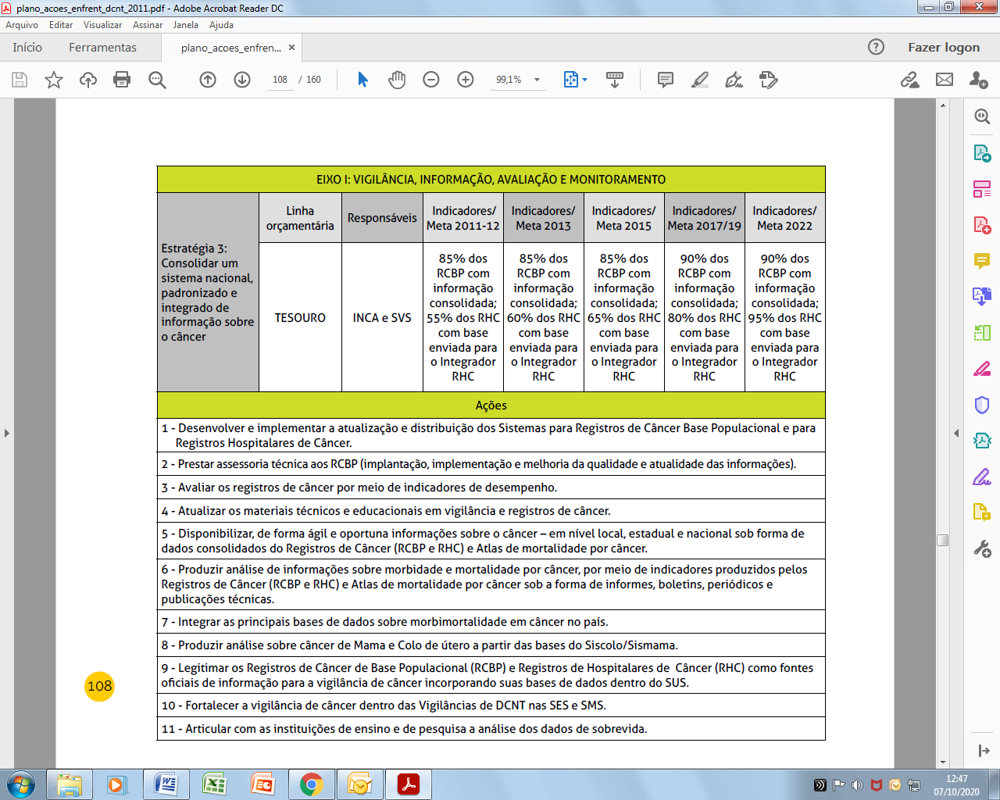 plano_acoes_enfrent_dcnt_2011.pdf - Adobe Acrobat Reader DC
Arquivo Editar Visualizar Assinar Janela Ajuda
Início Ferramentas plano_acoes_enfren... × Fazer logon
108 / 160 99,1%
EIXO I: VIGILÂNCIA, INFORMAÇÃO, AVALIAÇÃO E MONITORAMENTO
Estratégia 3:
Consolidar um
sistema nacional,
padronizado e
integrado de
informação sobre
o câncer
Linha
orçamentária
Responsáveis
Indicadores/
Meta 2011-12
Indicadores/
Meta 2013
Indicadores/
Meta 2015
Indicadores/
Meta 2017/19
Indicadores/
Meta 2022
TESOURO
INCA e SVS
85% dos
RCBP com
informação
consolidada;
55% dos RHC
com base
enviada para
o Integrador
RHC
85% dos
RCBP com
informação
consolidada;
60% dos RHC
com base
enviada para
o Integrador
RHC
85% dos
RCBP com
informação
consolidada;
65% dos RHC
com base
enviada para
o Integrador
RHC
90% dos
RCBP com
informação
consolidada;
80% dos RHC
com base
enviada para
o Integrador
RHC
90% dos
RCBP com
informação
consolidada;
95% dos RHC
com base
enviada para
o Integrador
RHC
Ações
1 - Desenvolver e implementar a atualização e distribuição dos Sistemas para Registros de Câncer Base Populacional e para
Registros Hospitalares de Câncer.
2 - Prestar assessoria técnica aos RCBP (implantação, implementação e melhoria da qualidade e atualidade das informações).
3 - Avaliar os registros de câncer por meio de indicadores de desempenho.
4 - Atualizar os materiais técnicos e educacionais em vigilância e registros de câncer.
5 - Disponibilizar, de forma ágil e oportuna informações sobre o câncer – em nível local, estadual e nacional sob forma de
dados consolidados do Registros de Câncer (RCBP e RHC) e Atlas de mortalidade por câncer.
6 - Produzir análise de informações sobre morbidade e mortalidade por câncer, por meio de indicadores produzidos pelos
Registros de Câncer (RCBP e RHC) e Atlas de mortalidade por câncer sob a forma de informes, boletins, periódicos e
publicações técnicas.
7 - Integrar as principais bases de dados sobre morbimortalidade em câncer no país.
8 - Produzir análise sobre câncer de Mama e Colo de útero a partir das bases do Siscolo/Sismama.
9 - Legitimar os Registros de Câncer de Base Populacional (RCBP) e Registros de Hospitalares de Câncer (RHC) como fontes
oficiais de informação para a vigilância de câncer incorporando suas bases de dados dentro do SUS.
10 - Fortalecer a vigilância de câncer dentro das Vigilâncias de DCNT nas SES e SMS.
11 - Articular com as instituições de ensino e de pesquisa a análise dos dados de sobrevida.
108
12:47
07/10/2020